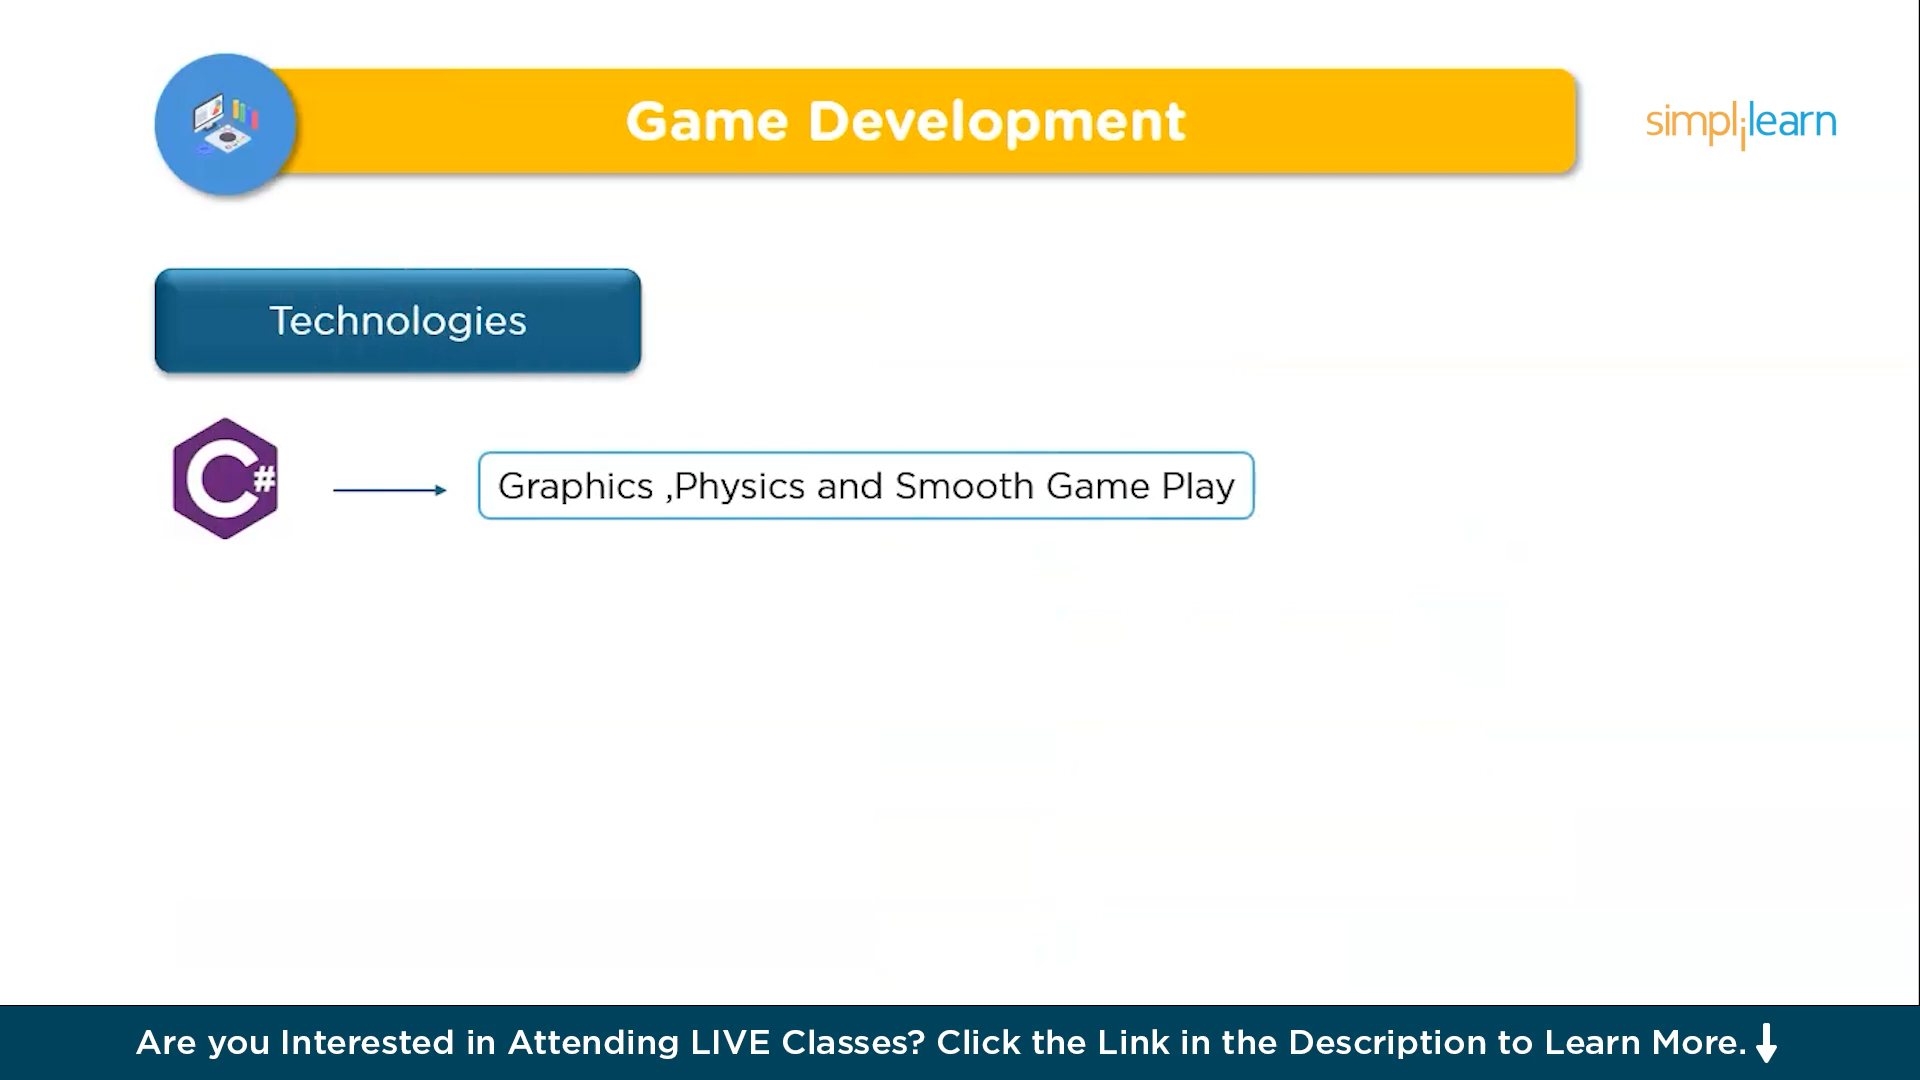 Game Development
simplilearn
Technologies
C#
Graphics ,Physics and Smooth Game Play
Are you Interested in Attending LIVE Classes? Click the Link in the Description to Learn More.